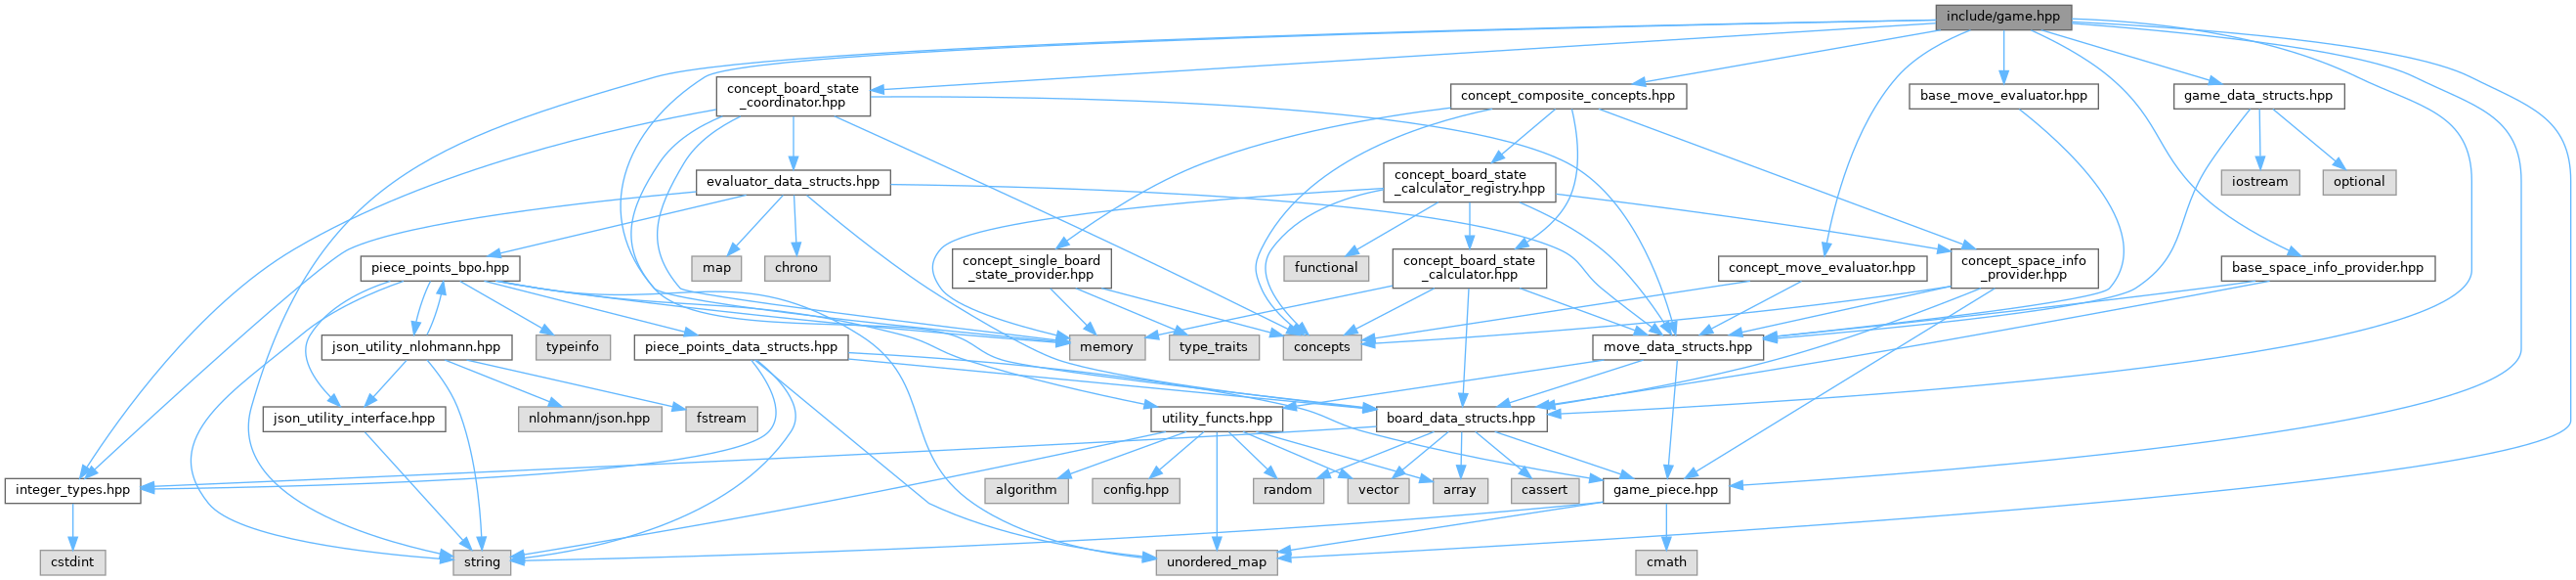 include/game.hpp
concept_board_state
_coordinator.hpp
concept_composite_concepts.hpp
base_move_evaluator.hpp
game_data_structs.hpp
evaluator_data_structs.hpp
concept_board_state
_calculator_registry.hpp
iostream
optional
piece_points_bpo.hpp
map
chrono
concept_single_board
_state_provider.hpp
functional
concept_board_state
_calculator.hpp
concept_move_evaluator.hpp
concept_space_info
_provider.hpp
base_space_info_provider.hpp
json_utility_nlohmann.hpp
typeinfo
piece_points_data_structs.hpp
memory
type_traits
concepts
move_data_structs.hpp
json_utility_interface.hpp
nlohmann/json.hpp
fstream
utility_functs.hpp
board_data_structs.hpp
integer_types.hpp
algorithm
config.hpp
random
vector
array
cassert
game_piece.hpp
cstdint
string
unordered_map
cmath